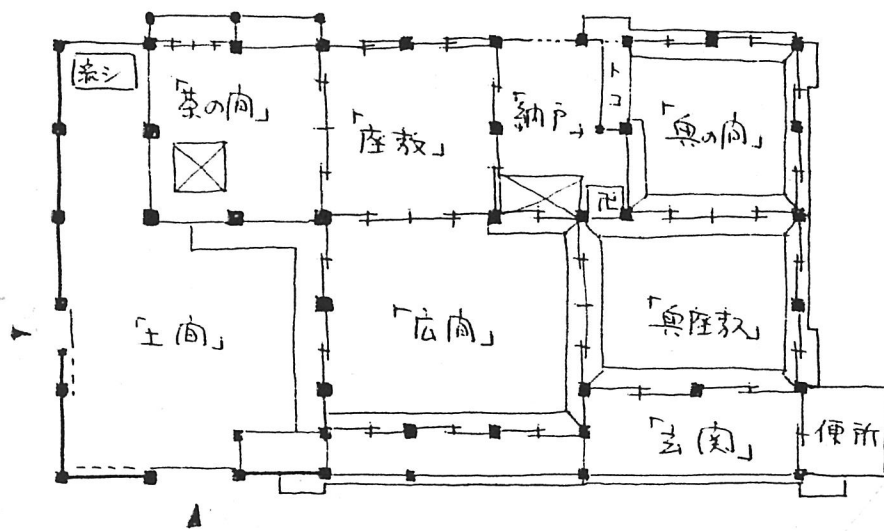 流シ
「茶の間」
「座敷」
「納戸」
トコ
「奥の間」
卍
「土間」
「広間」
「奥座敷」
「玄関」
便所